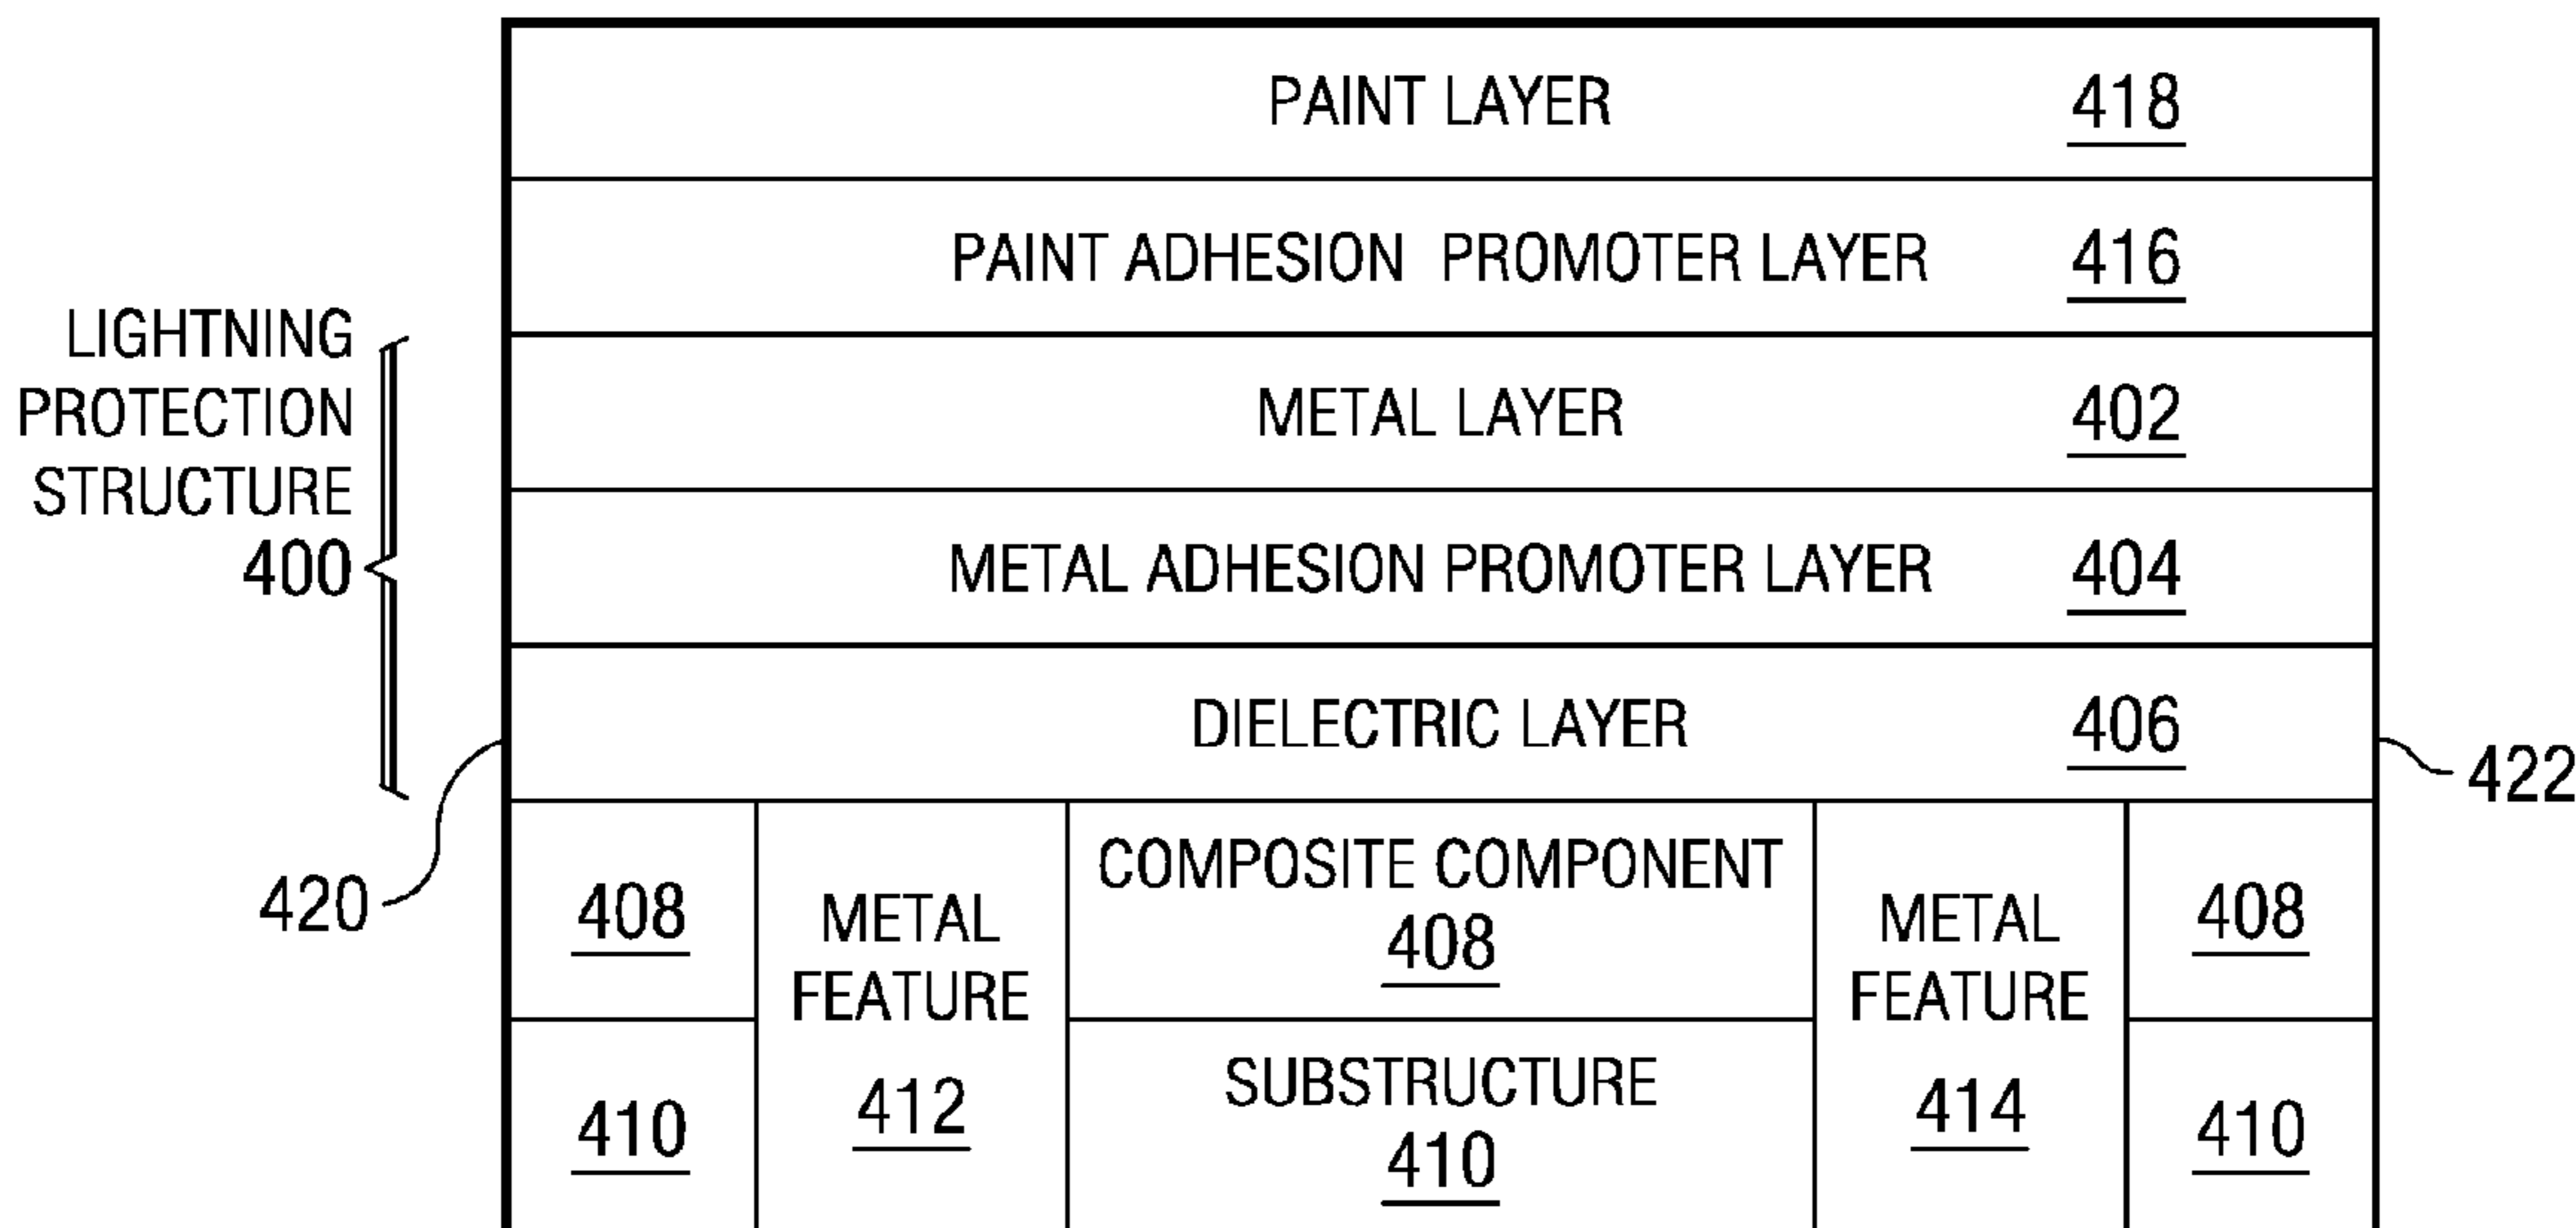 PAINT LAYER 418
PAINT ADHESION PROMOTER LAYER 416
LIGHTNING
PROTECTION
STRUCTURE
400
METAL LAYER 402
METAL ADHESION PROMOTER LAYER 404
DIELECTRIC LAYER 406
420
422
408
METAL
FEATURE
412
COMPOSITE COMPONENT
408
METAL
FEATURE
414
408
410
SUBSTRUCTURE
410
410